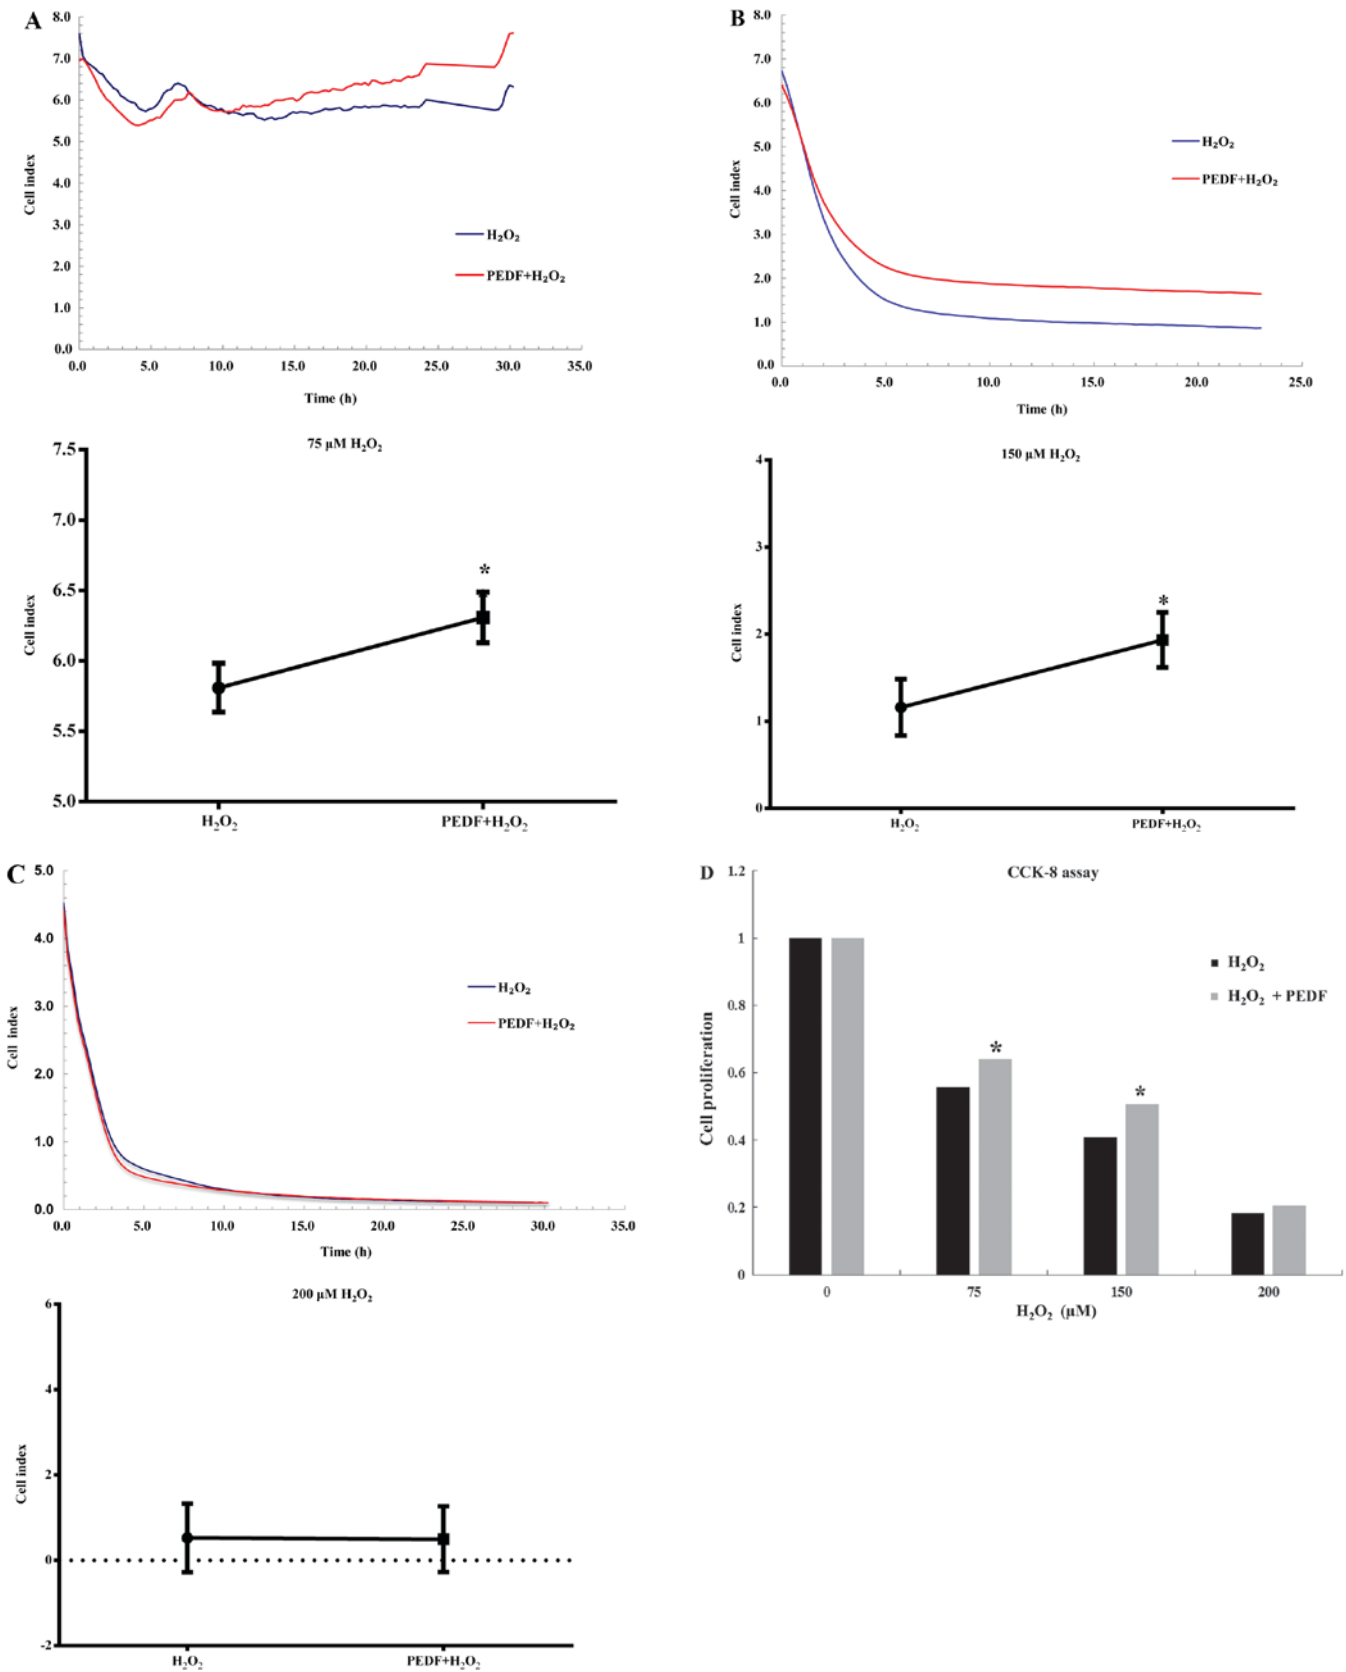 A
8.0
7.0
6.0
5.0
4.0
3.0
2.0
1.0
0.0
Cell index
0.0 5.0 10.0 15.0 20.0 25.0 30.0 35.0
Time (h)
H₂O₂
PEDF+H₂O₂
B
8.0
7.0
6.0
5.0
4.0
3.0
2.0
1.0
0.0
Cell index
0.0 5.0 10.0 15.0 20.0 25.0
Time (h)
H₂O₂
PEDF+H₂O₂
75 μM H₂O₂
7.5
7.0
6.5
6.0
5.5
5.0
Cell index
*
H₂O₂ PEDF+H₂O₂
150 μM H₂O₂
4
3
2
1
0
Cell index
*
H₂O₂ PEDF+H₂O₂
C
5.0
4.0
3.0
2.0
1.0
0.0
Cell index
0.0 5.0 10.0 15.0 20.0 25.0 30.0 35.0
Time (h)
H₂O₂
PEDF+H₂O₂
D
CCK-8 assay
1.2
1
0.8
0.6
0.4
0.2
0
Cell proliferation
* *
H₂O₂
H₂O₂ + PEDF
0 75 150 200
H₂O₂ (μM)
200 μM H₂O₂
6
4
2
0
-2
Cell index
H₂O₂ PEDF+H₂O₂